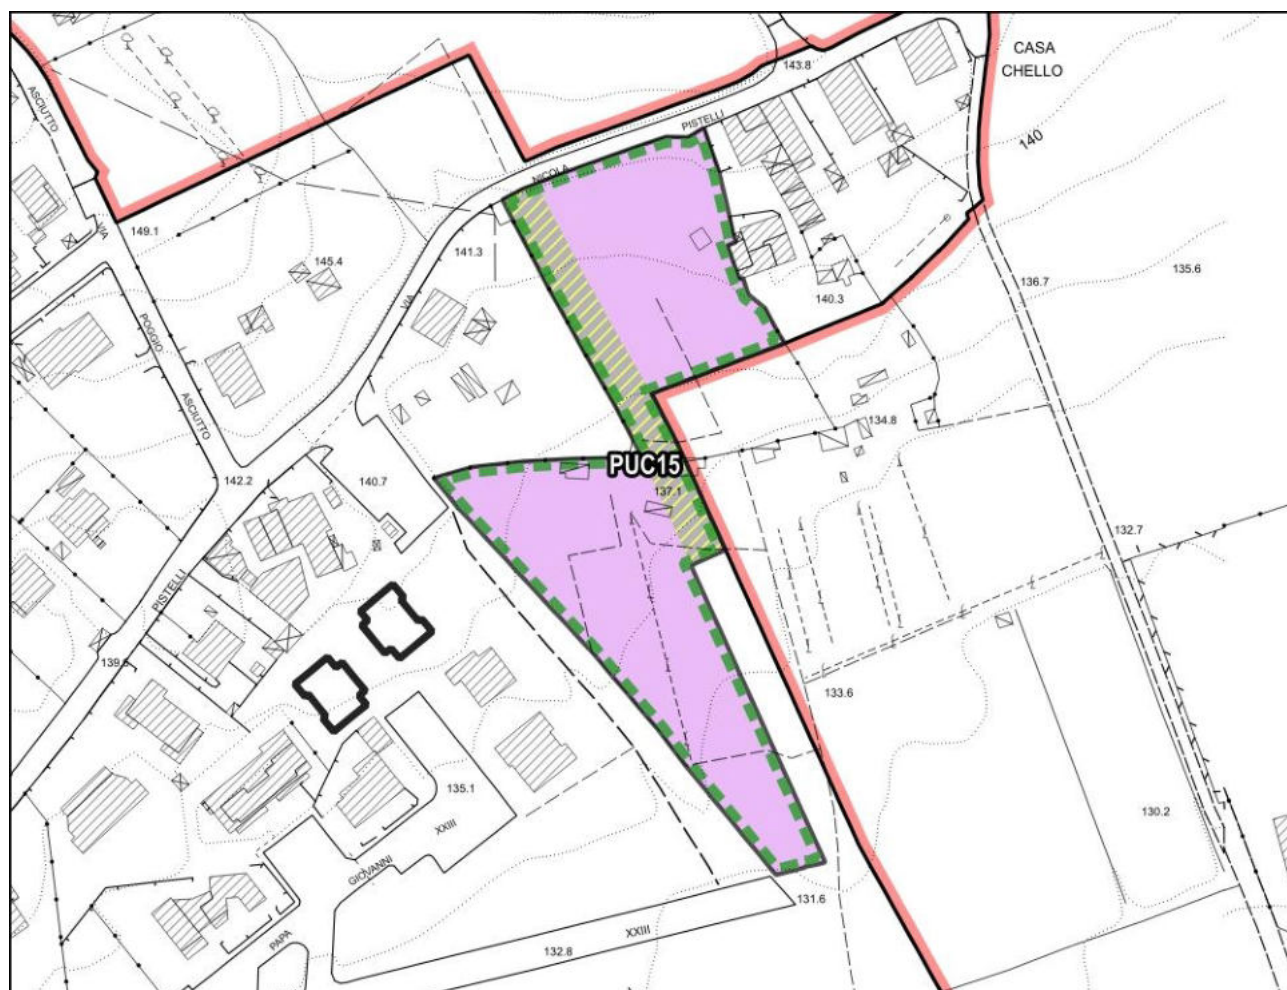 CASA
CHELLO
143.8
PISTELLI
140
NICOLA
ASCIUTTO
VIA
149.1
145.4
141.3
VIA
135.6
136.7
140.3
POGGIO
ASCIUTTO
134.8
PUC15
137.1
142.2
140.7
132.7
PISTELLI
139.6
133.6
135.1
130.2
XXIII
GIOVANNI
131.6
XXIII
132.8
PAPA